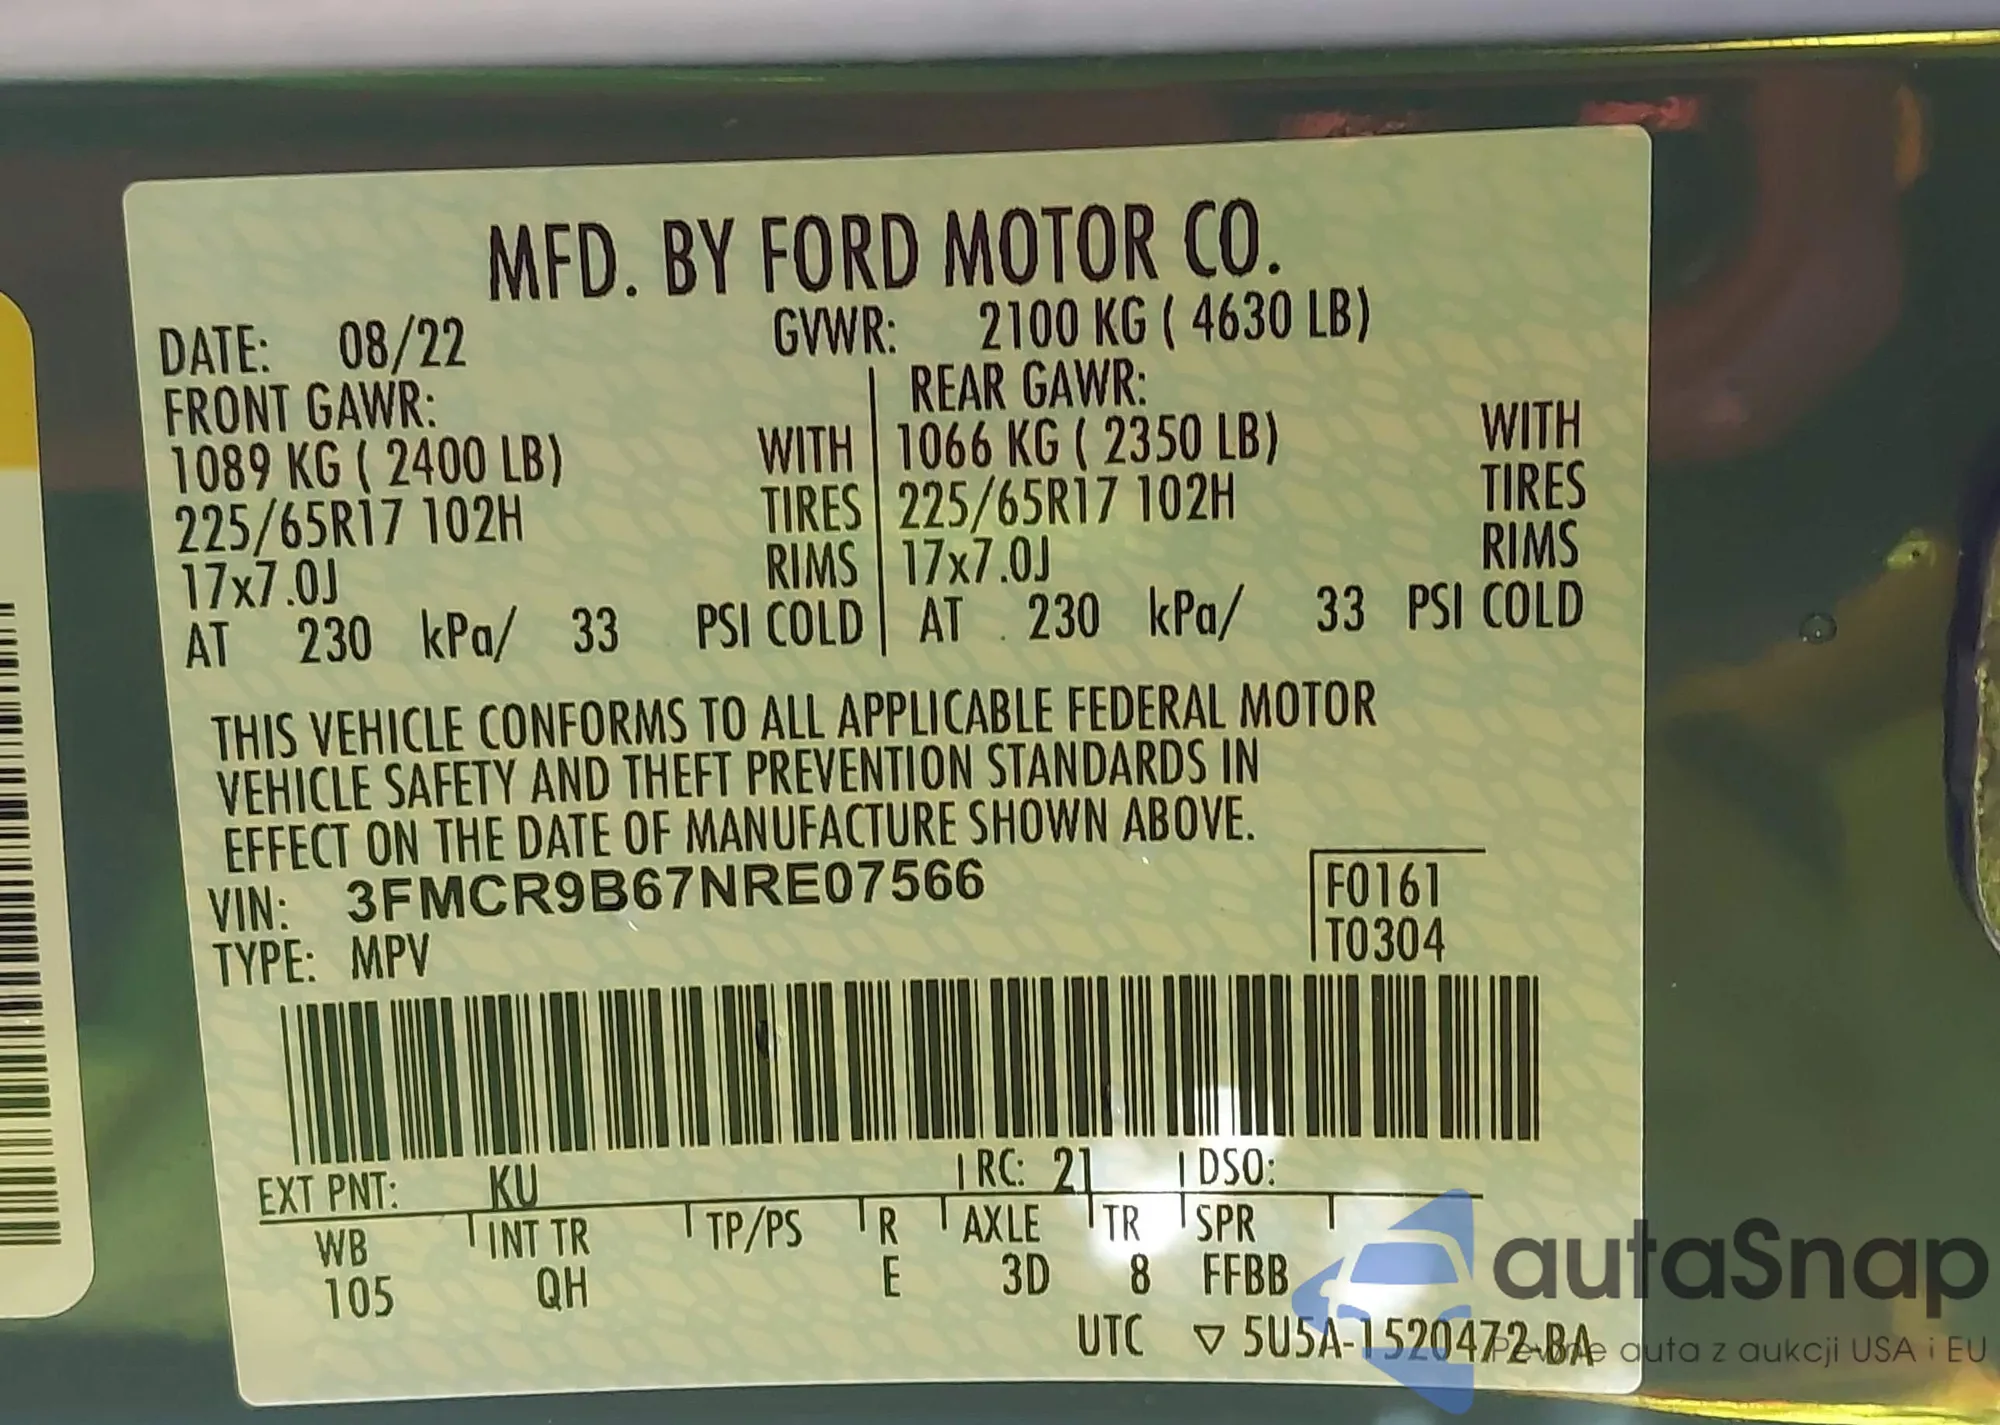 MFD. BY FORD MOTOR CO.
DATE: 08/22 GVWR: 2100 KG ( 4630 LB)
FRONT GAWR: REAR GAWR:
1089 KG ( 2400 LB) WITH 1066 KG ( 2350 LB) WITH
225/65R17 102H TIRES 225/65R17 102H TIRES
17x7.0J RIMS 17x7.0J RIMS
AT 230 kPa/ 33 PSI COLD AT 230 kPa/ 33 PSI COLD
THIS VEHICLE CONFORMS TO ALL APPLICABLE FEDERAL MOTOR
VEHICLE SAFETY AND THEFT PREVENTION STANDARDS IN
EFFECT ON THE DATE OF MANUFACTURE SHOWN ABOVE.
VIN: 3FMCR9B67NRE07566 F0161
TYPE: MPV T0304
EXT PNT: KU RC: 21 DSO:
WB INT TR TP/PS R AXLE TR SPR
105 QH E 3D 8 FFBB
UTC ▽ 5U5A-1520472-BA
autaSnap
Pewne auta z aukcji USA i EU